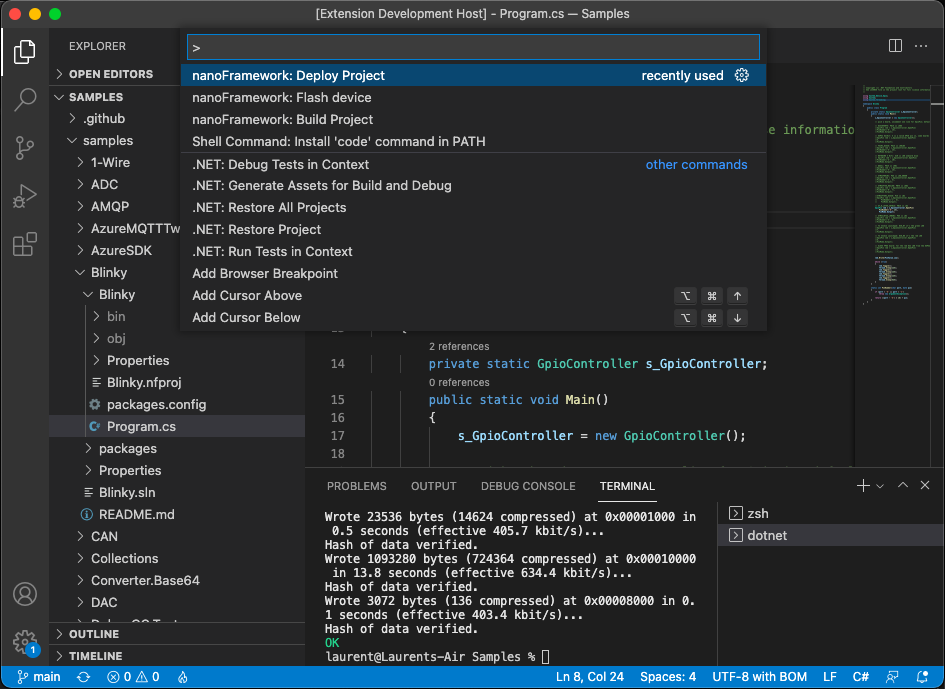 [Extension Development Host] - Program.cs — Samples
EXPLORER
OPEN EDITORS
SAMPLES
.github
samples
1-Wire
ADC
AMQP
AzureMQTTTw
AzureSDK
Blinky
Blinky
bin
obj
Properties
Blinky.nfproj
packages.config
C# Program.cs
packages
Properties
Blinky.sln
README.md
CAN
Collections
Converter.Base64
DAC
OUTLINE
TIMELINE
>
nanoFramework: Deploy Project recently used
nanoFramework: Flash device
nanoFramework: Build Project
Shell Command: Install 'code' command in PATH
.NET: Debug Tests in Context other commands
.NET: Generate Assets for Build and Debug
.NET: Restore All Projects
.NET: Restore Project
.NET: Run Tests in Context
Add Browser Breakpoint
Add Cursor Above ⌥ ⌘ ↑
Add Cursor Below ⌥ ⌘ ↓
se informatio
2 references
14 private static GpioController s_GpioController;
0 references
15 public static void Main()
16 {
17 s_GpioController = new GpioController();
18
PROBLEMS OUTPUT DEBUG CONSOLE TERMINAL
Wrote 23536 bytes (14624 compressed) at 0x00001000 in
0.5 seconds (effective 405.7 kbit/s)...
Hash of data verified.
Wrote 1093280 bytes (724364 compressed) at 0x00010000
in 13.8 seconds (effective 634.4 kbit/s)...
Hash of data verified.
Wrote 3072 bytes (136 compressed) at 0x00008000 in 0.
1 seconds (effective 403.4 kbit/s)...
Hash of data verified.
OK
laurent@Laurents-Air Samples %
zsh
dotnet
1
main 0 0 Ln 8, Col 24 Spaces: 4 UTF-8 with BOM LF C#